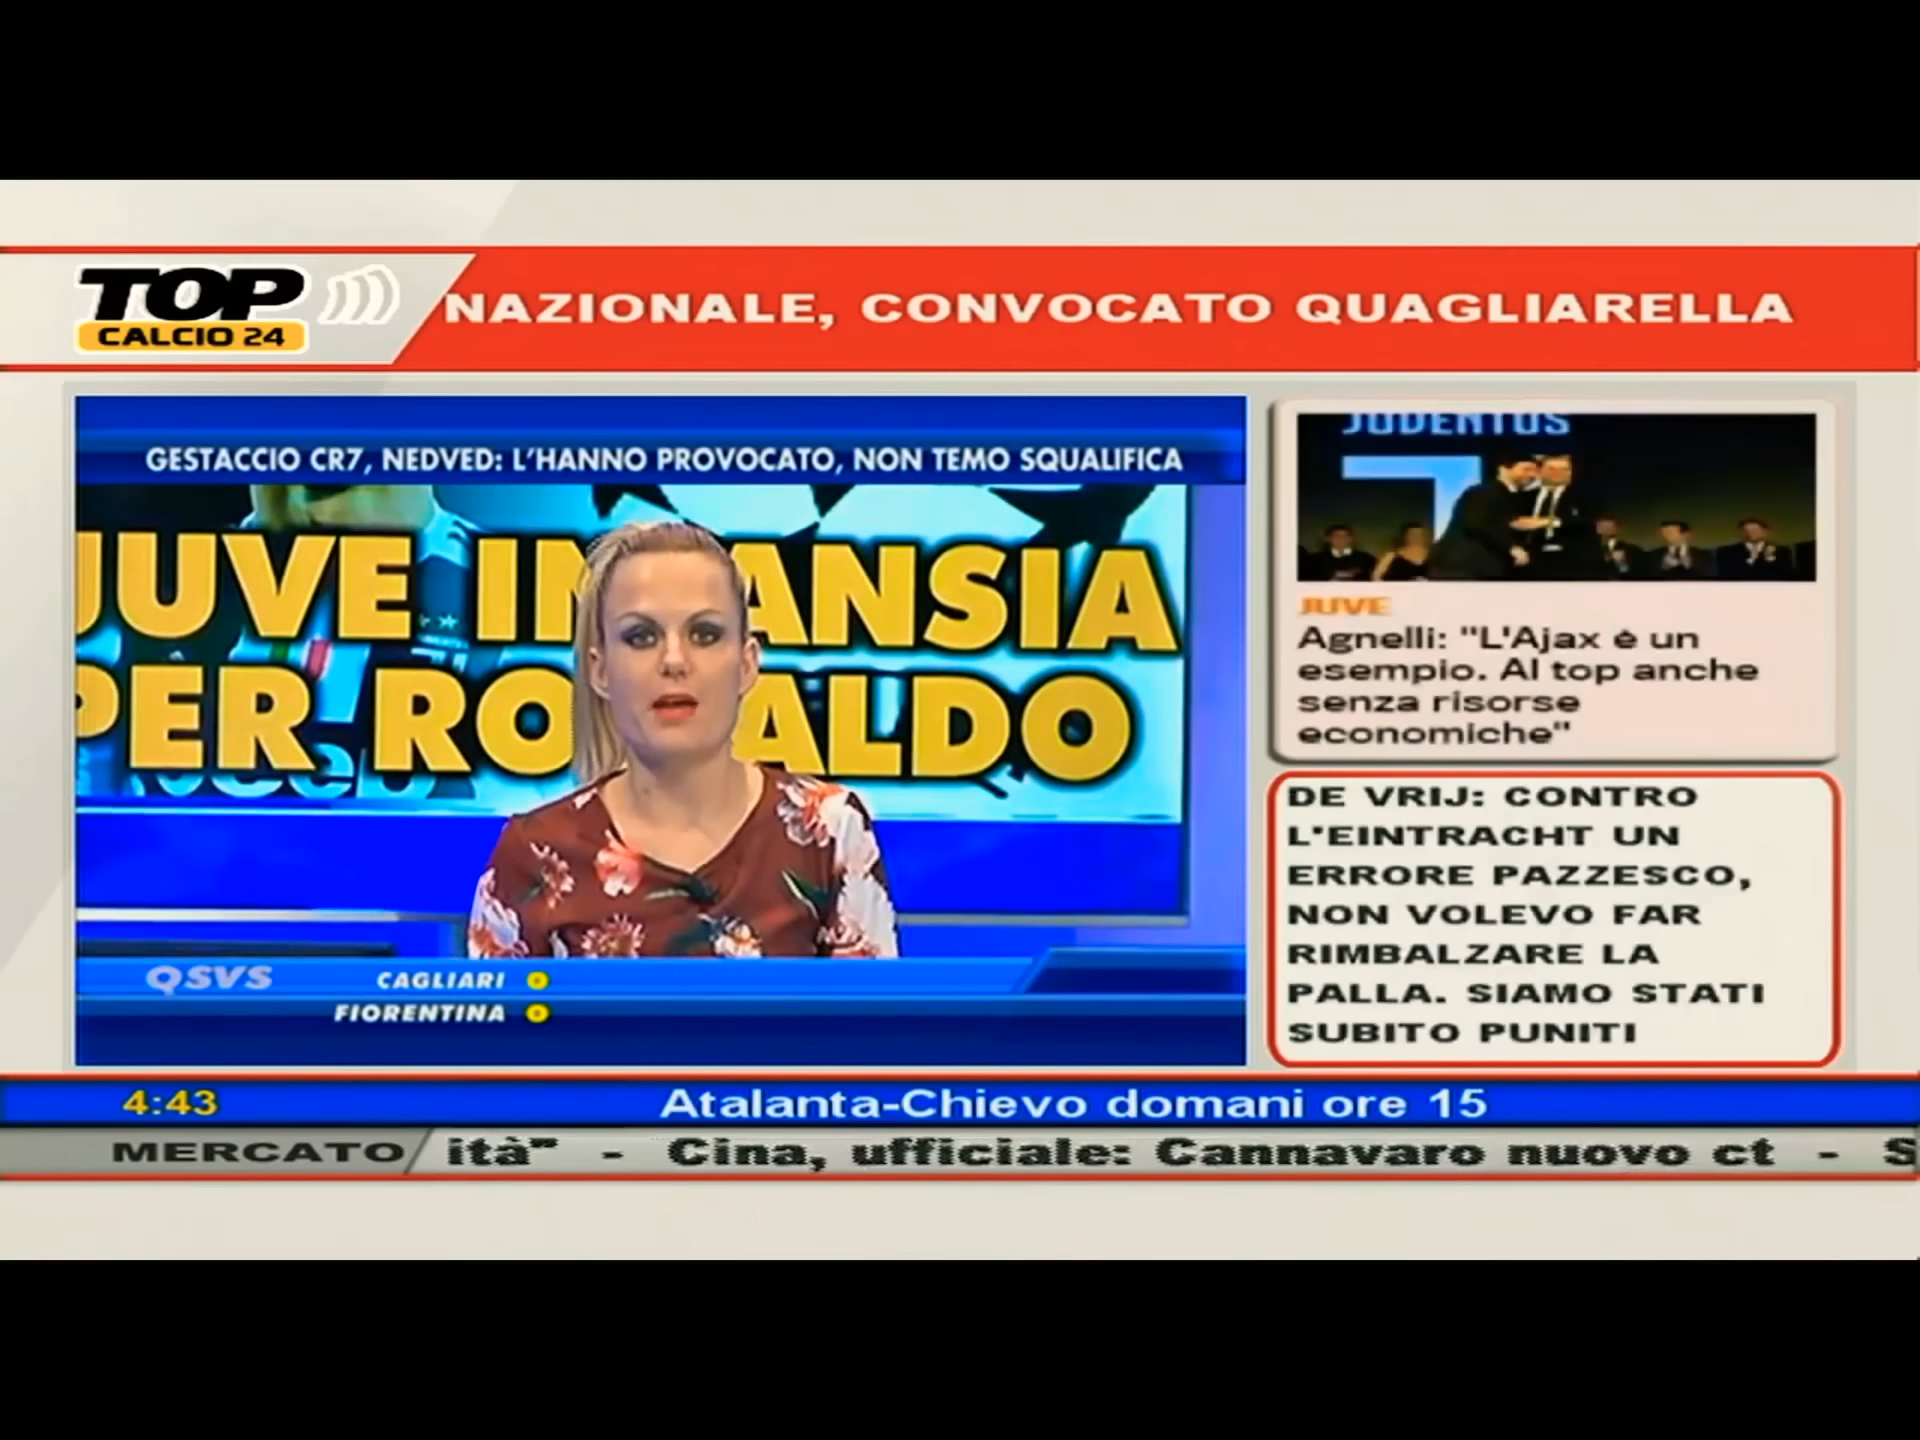 TOP
CALCIO 24
NAZIONALE, CONVOCATO QUAGLIARELLA
GESTACCIO CR7, NEDVED: L'HANNO PROVOCATO, NON TEMO SQUALIFICA
JUVE IN ANSIA
PER RONALDO
QSVS
CAGLIARI 0
FIORENTINA 0
JUVENTUS
JUVE
Agnelli: "L'Ajax è un
esempio. Al top anche
senza risorse
economiche"
DE VRIJ: CONTRO
L'EINTRACHT UN
ERRORE PAZZESCO,
NON VOLEVO FAR
RIMBALZARE LA
PALLA. SIAMO STATI
SUBITO PUNITI
4:43 Atalanta-Chievo domani ore 15
MERCATO ità" - Cina, ufficiale: Cannavaro nuovo ct - S